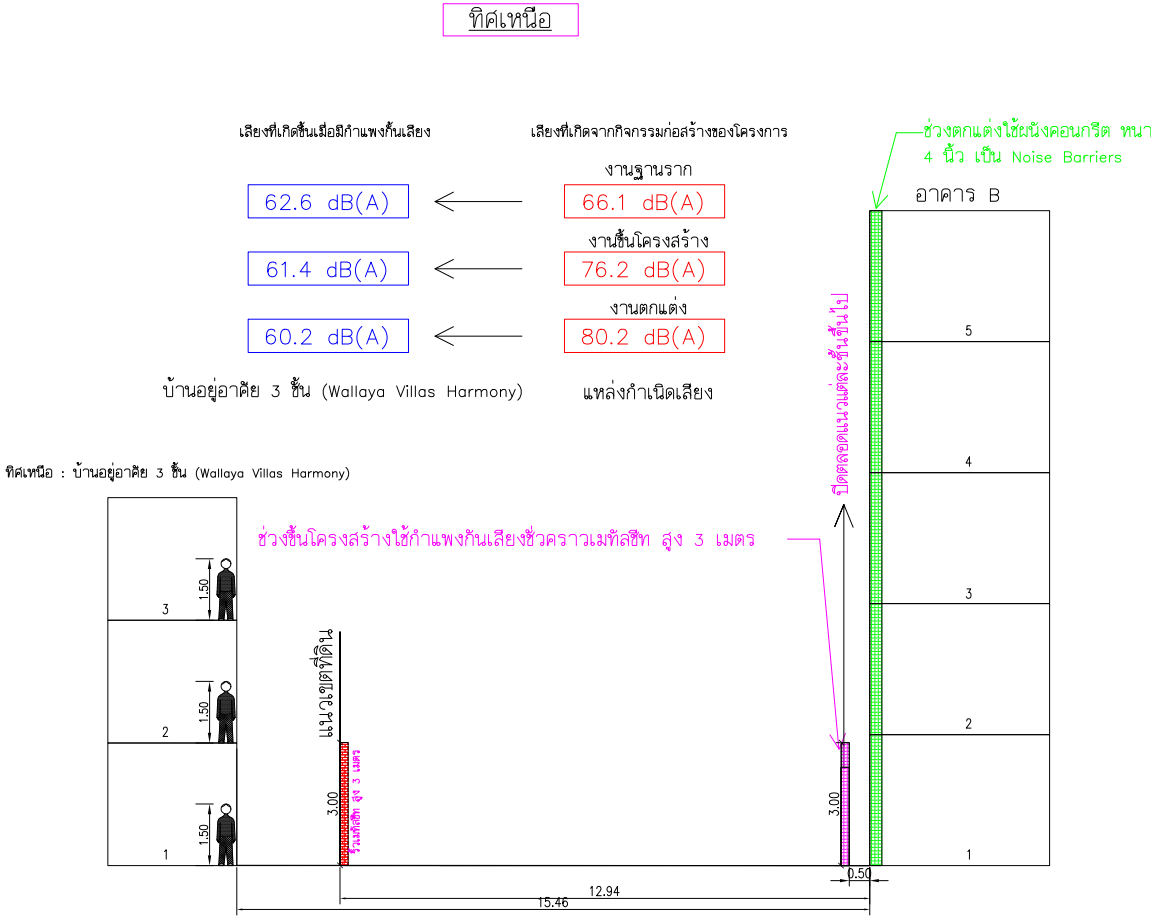 ทิศเหนือ
เสียงที่เกิดขึ้นเมื่อมีกำแพงกั้นเสียง
เสียงที่เกิดจากกิจกรรมก่อสร้างของโครงการ
ช่วงตกแต่งใช้ผนังคอนกรีต หนา
4 นิ้ว เป็น Noise Barriers
งานฐานราก
62.6 dB(A)
66.1 dB(A)
อาคาร B
งานขึ้นโครงสร้าง
61.4 dB(A)
76.2 dB(A)
งานตกแต่ง
60.2 dB(A)
80.2 dB(A)
บ้านอยู่อาศัย 3 ชั้น (Wallaya Villas Harmony)
แหล่งกำเนิดเสียง
ปิดตลอดแนวแต่ละชั้นขึ้นไป
5
4
3
2
1
ทิศเหนือ : บ้านอยู่อาศัย 3 ชั้น (Wallaya Villas Harmony)
ช่วงขึ้นโครงสร้างใช้กำแพงกันเสียงชั่วคราวเมทัลชีท สูง 3 เมตร
1.50
3
1.50
2
1.50
1
แนวเขตที่ดิน
3.00
รั้วเมทัลชีท สูง 3 เมตร
3.00
0.50
12.94
15.46